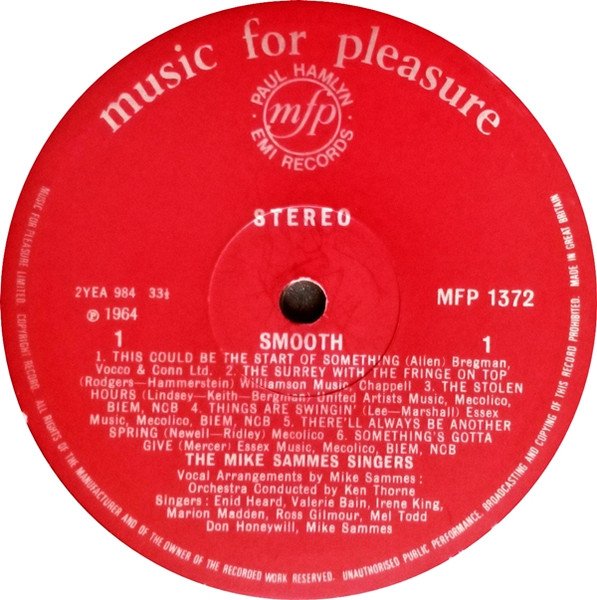 music for pleasure
PAUL HAMLYN
mfp
EMI RECORDS
STEREO
2YEA 984 33⅓
MFP 1372
℗ 1964
1 SMOOTH 1
1. THIS COULD BE THE START OF SOMETHING (Allen) Bregman,
Vocco & Conn Ltd. 2. THE SURREY WITH THE FRINGE ON TOP
(Rodgers—Hammerstein) Williamson Music, Chappell 3. THE STOLEN
HOURS (Lindsey—Keith—Bergman) United Artists Music, Mecolico,
BIEM, NCB 4. THINGS ARE SWINGIN' (Lee—Marshall) Essex
Music, Mecolico, BIEM, NCB 5. THERE'LL ALWAYS BE ANOTHER
SPRING (Newell—Ridley) Mecolico 6. SOMETHING'S GOTTA
GIVE (Mercer) Essex Music, Mecolico, BIEM, NCB
THE MIKE SAMMES SINGERS
Vocal Arrangements by Mike Sammes:
Orchestra Conducted by Ken Thorne
Singers: Enid Heard, Valerie Bain, Irene King,
Marion Madden, Ross Gilmour, Mel Todd
Don Honeywill, Mike Sammes
MUSIC FOR PLEASURE LIMITED. COPYRIGHT RECORD. ALL RIGHTS OF THE MANUFACTURER AND OF THE OWNER OF THE RECORDED WORK RESERVED. UNAUTHORISED PUBLIC PERFORMANCE, BROADCASTING AND COPYING OF THIS RECORD PROHIBITED. MADE IN GREAT BRITAIN